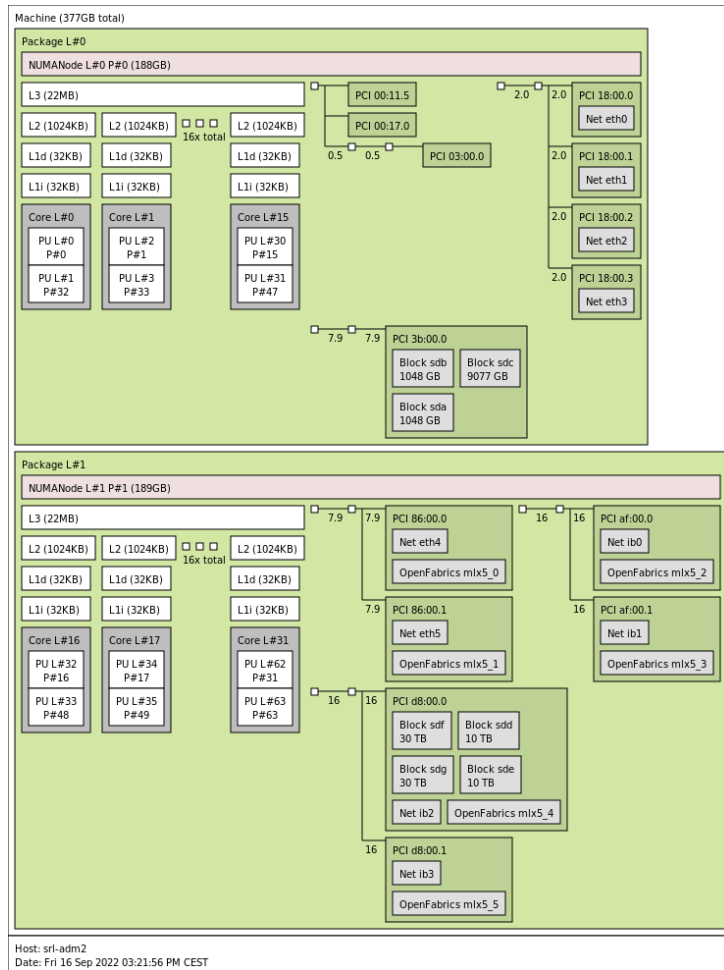 Machine (377GB total)
Package L#0
NUMANode L#0 P#0 (188GB)
L3 (22MB)
L2 (1024KB) L2 (1024KB) 16x total L2 (1024KB)
L1d (32KB) L1d (32KB) L1d (32KB)
L1i (32KB) L1i (32KB) L1i (32KB)
Core L#0
PU L#0
P#0
PU L#1
P#32
Core L#1
PU L#2
P#1
PU L#3
P#33
Core L#15
PU L#30
P#15
PU L#31
P#47
PCI 00:11.5
PCI 00:17.0
0.5 0.5 PCI 03:00.0
2.0 2.0 PCI 18:00.0
Net eth0
2.0 PCI 18:00.1
Net eth1
2.0 PCI 18:00.2
Net eth2
2.0 PCI 18:00.3
Net eth3
7.9 7.9 PCI 3b:00.0
Block sdb
1048 GB
Block sdc
9077 GB
Block sda
1048 GB
Package L#1
NUMANode L#1 P#1 (189GB)
L3 (22MB)
L2 (1024KB) L2 (1024KB) 16x total L2 (1024KB)
L1d (32KB) L1d (32KB) L1d (32KB)
L1i (32KB) L1i (32KB) L1i (32KB)
Core L#16
PU L#32
P#16
PU L#33
P#48
Core L#17
PU L#34
P#17
PU L#35
P#49
Core L#31
PU L#62
P#31
PU L#63
P#63
7.9 7.9 PCI 86:00.0
Net eth4
OpenFabrics mlx5_0
7.9 PCI 86:00.1
Net eth5
OpenFabrics mlx5_1
16 16 PCI af:00.0
Net ib0
OpenFabrics mlx5_2
16 PCI af:00.1
Net ib1
OpenFabrics mlx5_3
16 16 PCI d8:00.0
Block sdf
30 TB
Block sdd
10 TB
Block sdg
30 TB
Block sde
10 TB
Net ib2 OpenFabrics mlx5_4
16 PCI d8:00.1
Net ib3
OpenFabrics mlx5_5
Host: srl-adm2
Date: Fri 16 Sep 2022 03:21:56 PM CEST